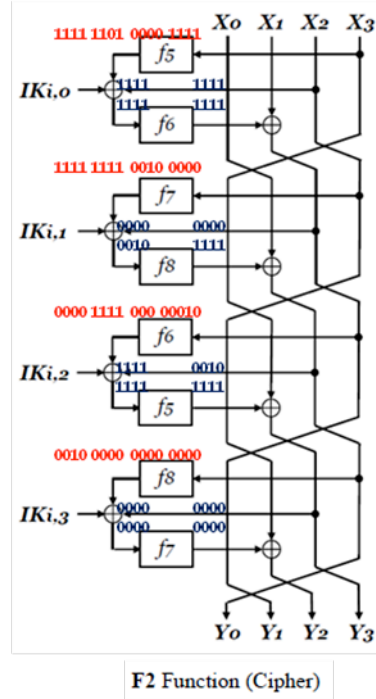 X0 X1 X2 X3
1111 1101 0000 1111
f5
IKi,0 1111 1111
1111 1111
f6
1111 1111 0010 0000
f7
IKi,1 0000 0000
0010 1111
f8
0000 1111 000 00010
f6
IKi,2 1111 0010
1111 1111
f5
0010 0000 0000 0000
f8
IKi,3 0000 0000
0000 0000
f7
Y0 Y1 Y2 Y3
F2 Function (Cipher)